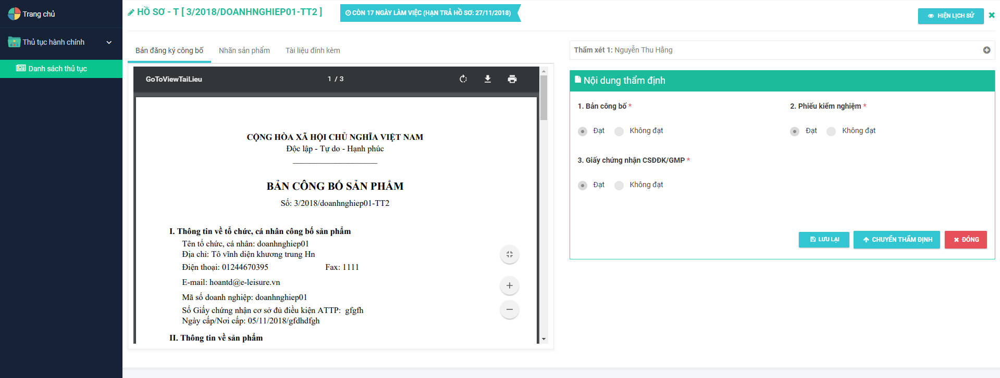 Trang chủ
Thủ tục hành chính
Danh sách thủ tục
HỒ SƠ - T [ 3/2018/DOANHNGHIEP01-TT2 ]
CÒN 17 NGÀY LÀM VIỆC (HẠN TRẢ HỒ SƠ: 27/11/2018)
HIỆN LỊCH SỬ
Bản đăng ký công bố
Nhãn sản phẩm
Tài liệu đính kèm
GoToViewTaiLieu
1 / 3
CỘNG HÒA XÃ HỘI CHỦ NGHĨA VIỆT NAM
Độc lập - Tự do - Hạnh phúc
BẢN CÔNG BỐ SẢN PHẨM
Số: 3/2018/doanhnghiep01-TT2
I. Thông tin về tổ chức, cá nhân công bố sản phẩm
Tên tổ chức, cá nhân: doanhnghiep01
Địa chỉ: Tô vĩnh diện khương trung Hn
Điện thoại: 01244670395 Fax: 1111
E-mail: hoantd@e-leisure.vn
Mã số doanh nghiệp: doanhnghiep01
Số Giấy chứng nhận cơ sở đủ điều kiện ATTP: gfgfh
Ngày cấp/Nơi cấp: 05/11/2018/gfdhdfgh
II. Thông tin về sản phẩm
Thẩm xét 1: Nguyễn Thu Hằng
Nội dung thẩm định
1. Bản công bố *
Đạt Không đạt
2. Phiếu kiểm nghiệm *
Đạt Không đạt
3. Giấy chứng nhận CSĐĐK/GMP *
Đạt Không đạt
LƯU LẠI
CHUYỂN THẨM ĐỊNH
ĐÓNG